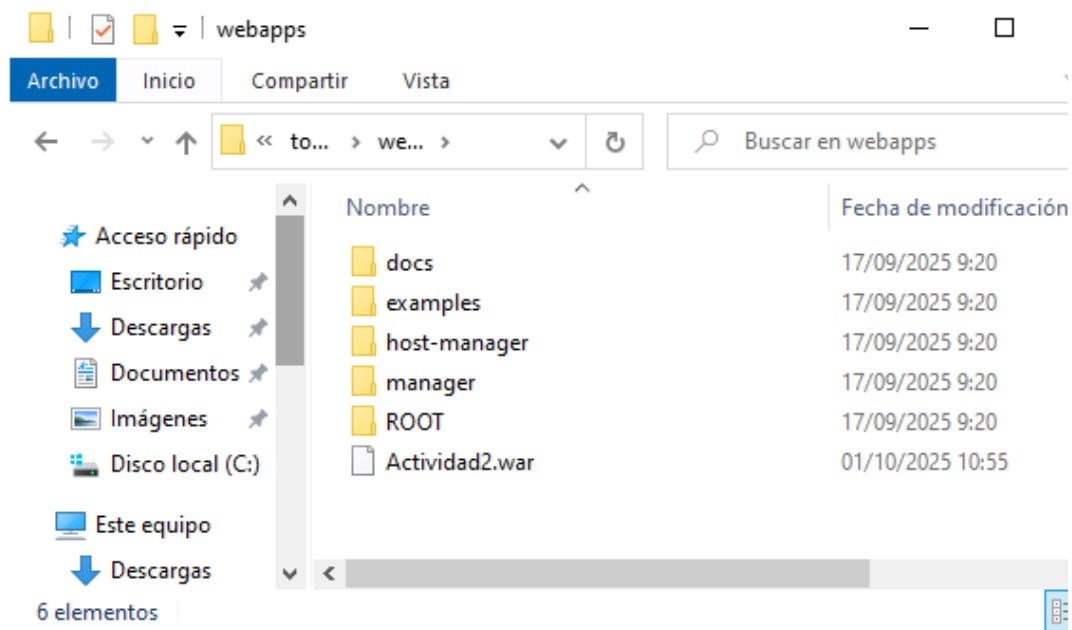 webapps
Archivo Inicio Compartir Vista
« to... > we... > Buscar en webapps
Nombre Fecha de modificación
Acceso rápido
Escritorio
Descargas
Documentos
Imágenes
Disco local (C:)
Este equipo
Descargas
docs 17/09/2025 9:20
examples 17/09/2025 9:20
host-manager 17/09/2025 9:20
manager 17/09/2025 9:20
ROOT 17/09/2025 9:20
Actividad2.war 01/10/2025 10:55
6 elementos